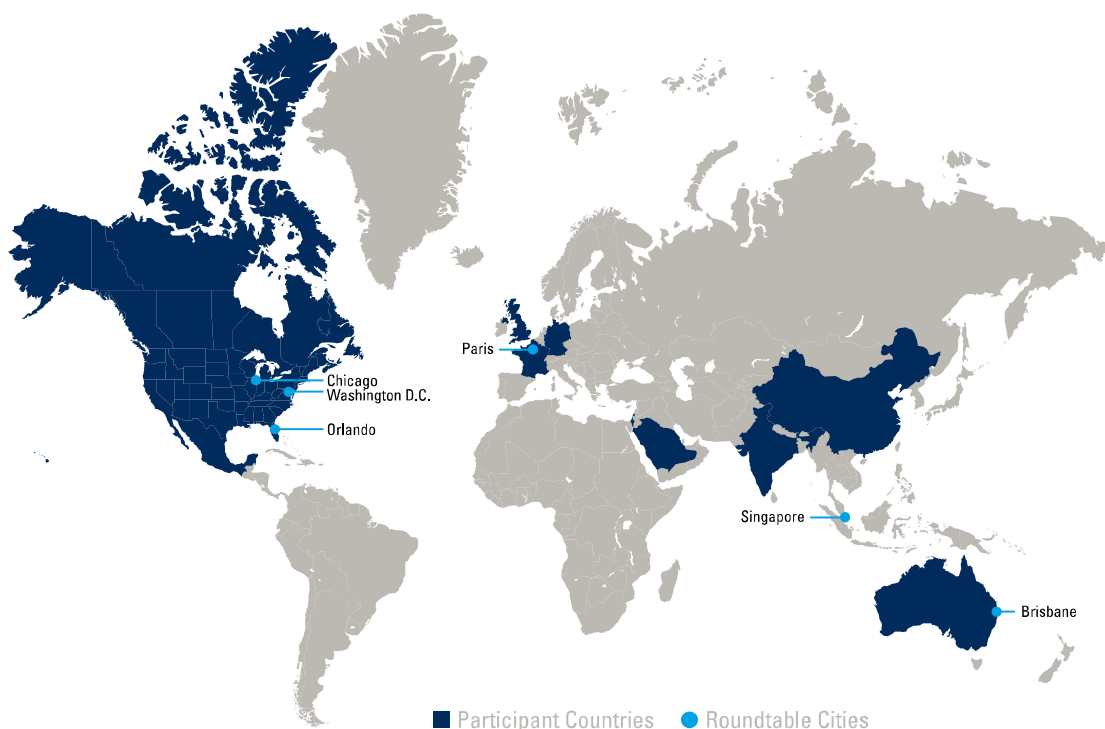 Paris
Chicago
Washington D.C.
Orlando
Singapore
Brisbane
Participant Countries
Roundtable Cities